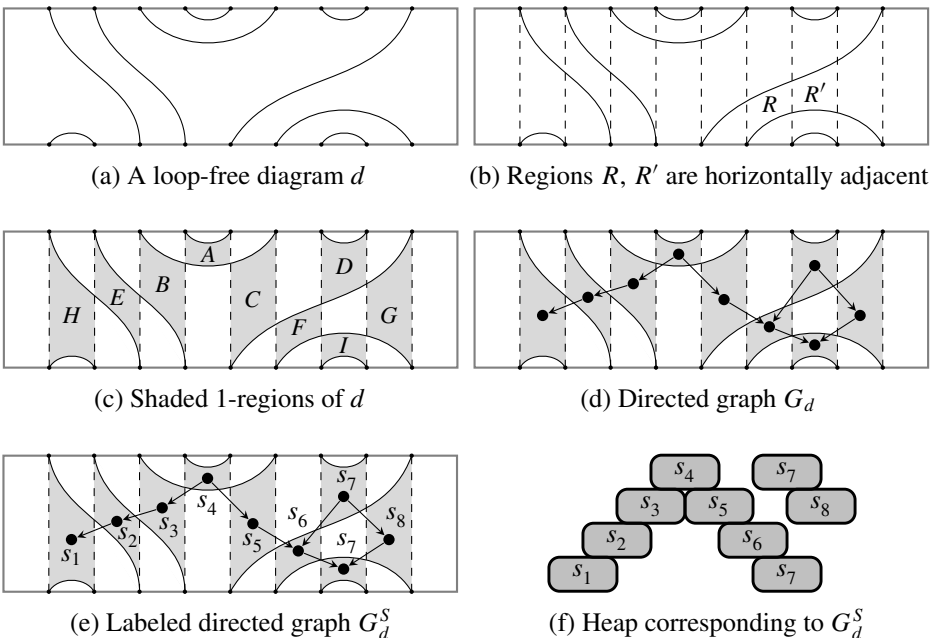 R R'
(a) A loop-free diagram d (b) Regions R, R' are horizontally adjacent
A
B D
E C
H F G
I
(c) Shaded 1-regions of d (d) Directed graph G_d
s_4 s_7
s_3 s_6 s_8
s_2 s_5 s_7
s_1
s_4 s_7
s_3 s_5 s_8
s_2 s_6
s_1 s_7
(e) Labeled directed graph G_d^S (f) Heap corresponding to G_d^S